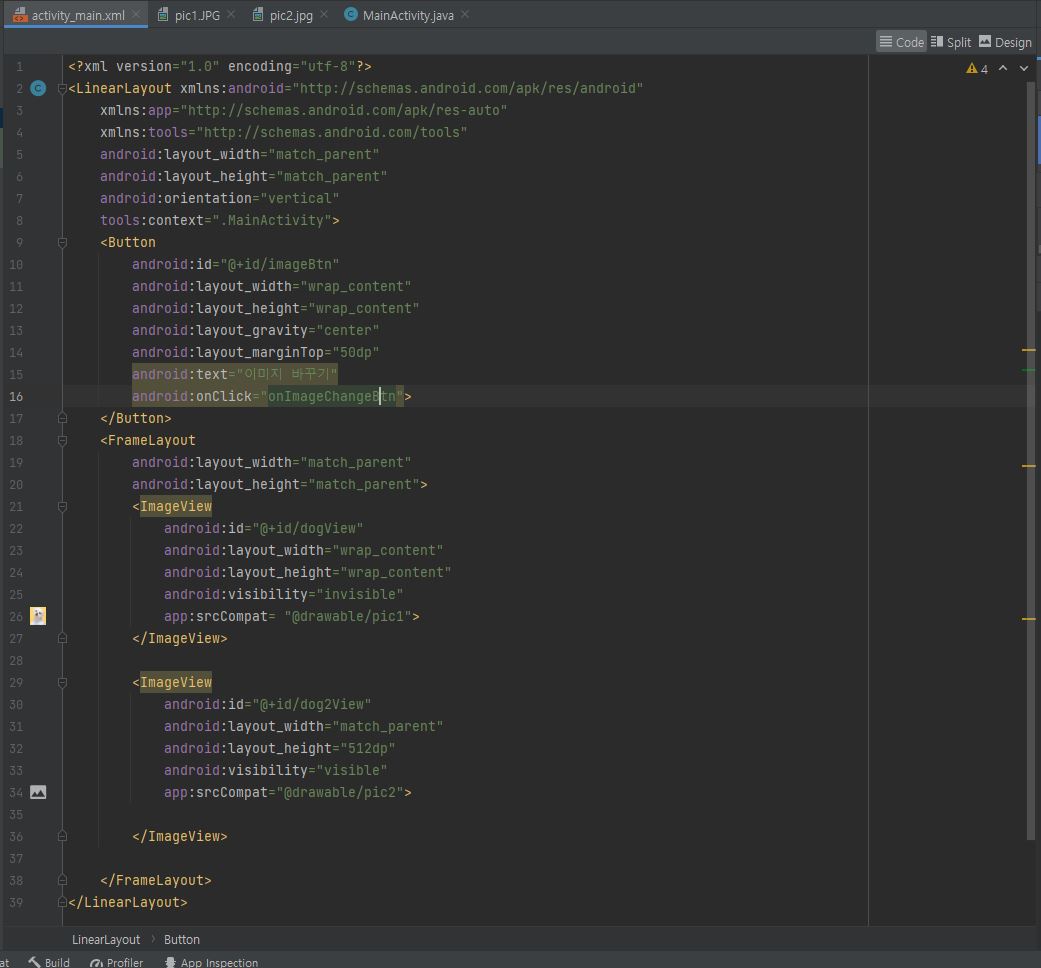 activity_main.xml pic1.JPG pic2.jpg MainActivity.java
Code Split Design
4
1 <?xml version="1.0" encoding="utf-8"?>
2 <LinearLayout xmlns:android="http://schemas.android.com/apk/res/android"
3 xmlns:app="http://schemas.android.com/apk/res-auto"
4 xmlns:tools="http://schemas.android.com/tools"
5 android:layout_width="match_parent"
6 android:layout_height="match_parent"
7 android:orientation="vertical"
8 tools:context=".MainActivity">
9 <Button
10 android:id="@+id/imageBtn"
11 android:layout_width="wrap_content"
12 android:layout_height="wrap_content"
13 android:layout_gravity="center"
14 android:layout_marginTop="50dp"
15 android:text="이미지 바꾸기"
16 android:onClick="onImageChangeBtn">
17 </Button>
18 <FrameLayout
19 android:layout_width="match_parent"
20 android:layout_height="match_parent">
21 <ImageView
22 android:id="@+id/dogView"
23 android:layout_width="wrap_content"
24 android:layout_height="wrap_content"
25 android:visibility="invisible"
26 app:srcCompat= "@drawable/pic1">
27 </ImageView>
28
29 <ImageView
30 android:id="@+id/dog2View"
31 android:layout_width="match_parent"
32 android:layout_height="512dp"
33 android:visibility="visible"
34 app:srcCompat="@drawable/pic2">
35
36 </ImageView>
37
38 </FrameLayout>
39 </LinearLayout>
LinearLayout › Button
at Build Profiler App Inspection